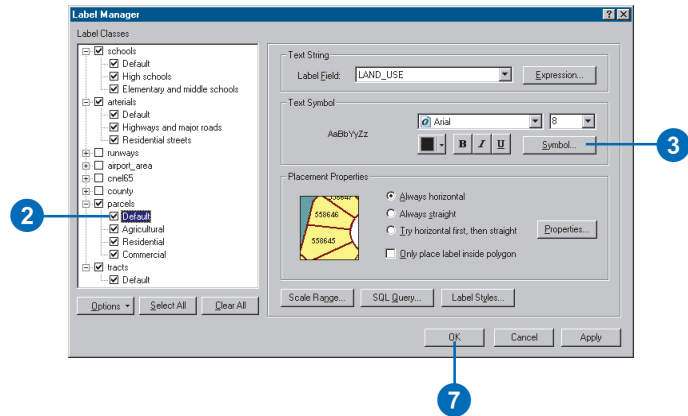 Label Manager
Label Classes
schools
Default
High schools
Elementary and middle schools
arterials
Default
Highways and major roads
Residential streets
runways
airport_area
cnel65
county
parcels
Default
Agricultural
Residential
Commercial
tracts
Default
Options
Select All
Clear All
Text String
Label Field: LAND_USE Expression...
Text Symbol
AaBbYyZz
Arial 8
B I U Symbol...
Placement Properties
558646
558645
Always horizontal
Always straight
Try horizontal first, then straight
Only place label inside polygon
Properties...
Scale Range... SQL Query... Label Styles...
OK Cancel Apply
2
3
7